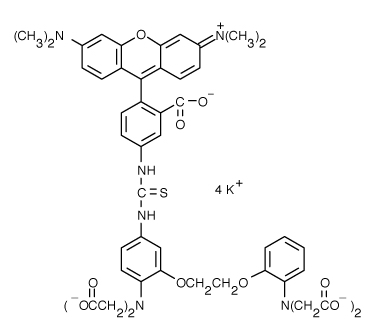 (CH₃)₂N O N⁺(CH₃)₂
C–O⁻
O
NH
C=S 4 K⁺
NH
O O
OCH₂CH₂O
(⁻OCCH₂)₂N N(CH₂CO⁻)₂